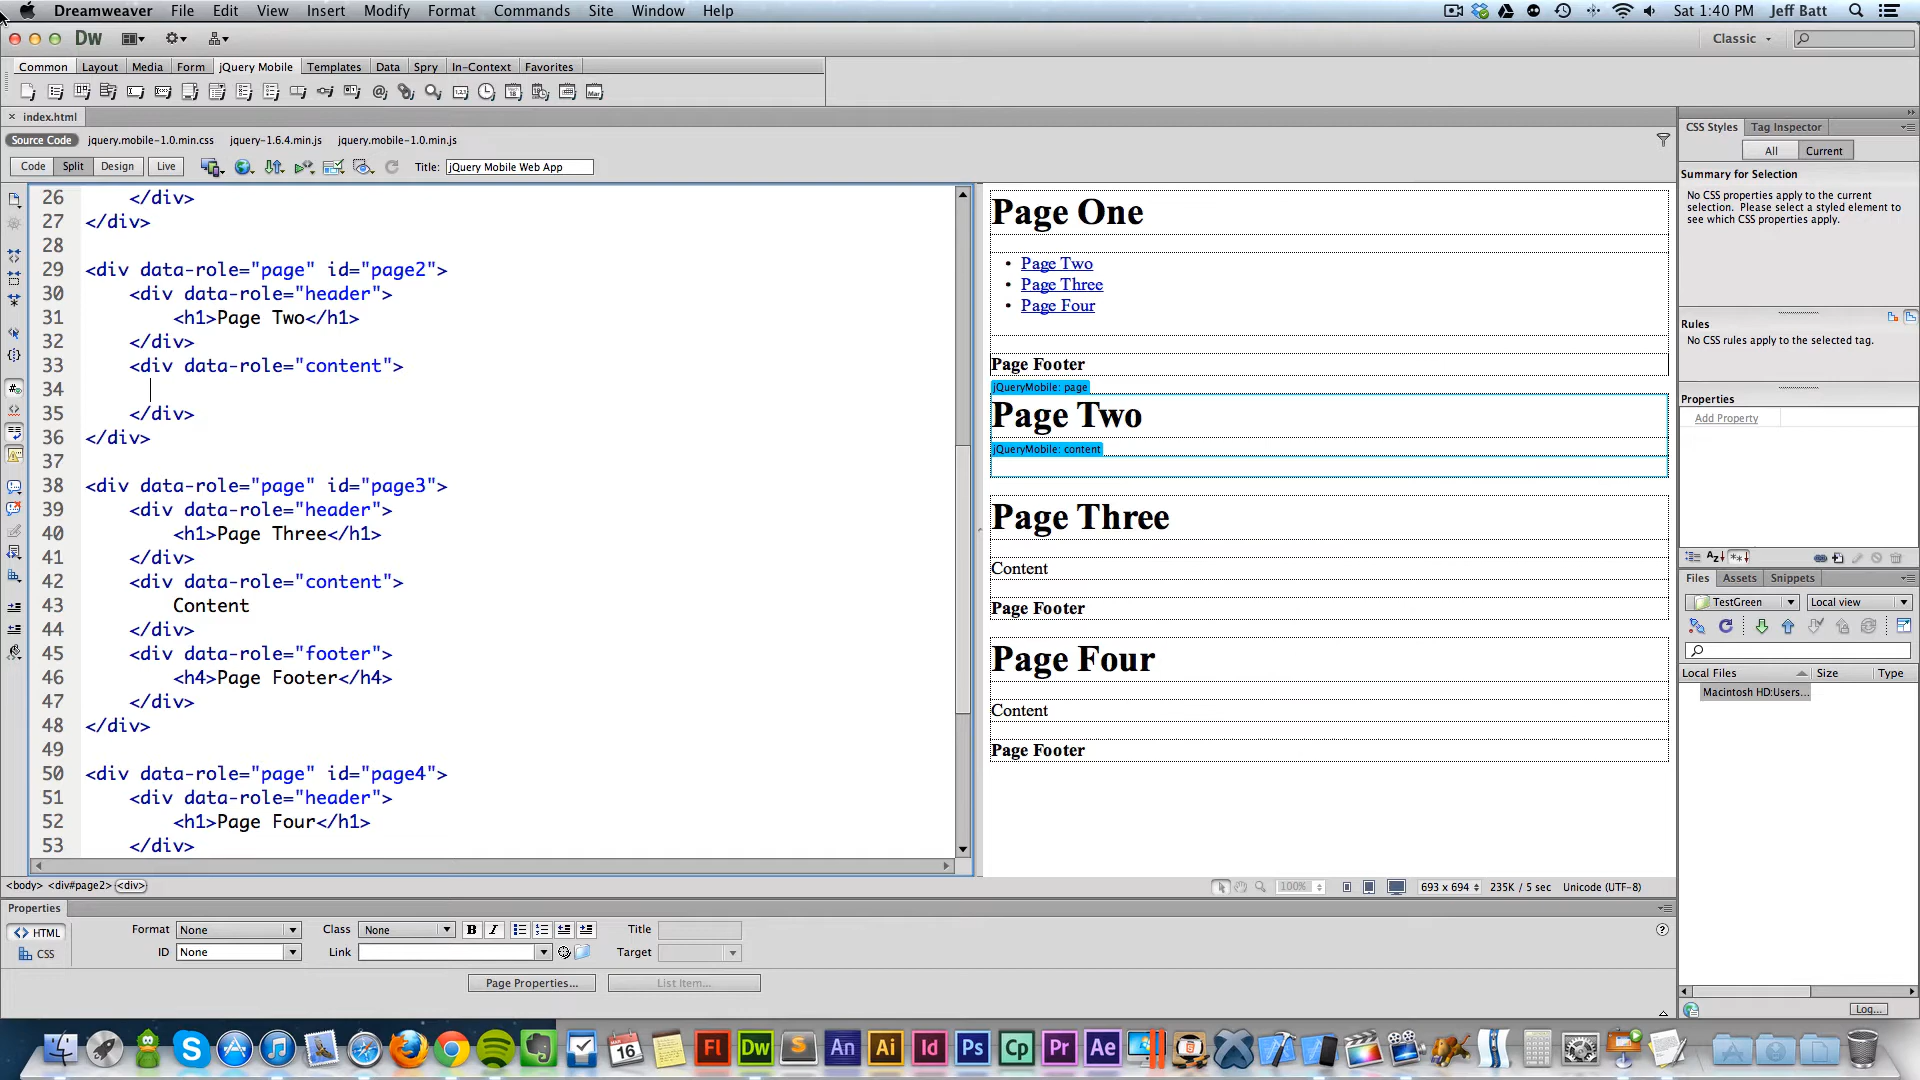 Dreamweaver File Edit View Insert Modify Format Commands Site Window Help Sat 1:40 PM Jeff Batt
Dw Classic
Common Layout Media Form jQuery Mobile Templates Data Spry In-Context Favorites
index.html
Source Code jquery.mobile-1.0.min.css jquery-1.6.4.min.js jquery.mobile-1.0.min.js
Code Split Design Live Title: jQuery Mobile Web App
26 </div>
27 </div>
28
29 <div data-role="page" id="page2">
30 <div data-role="header">
31 <h1>Page Two</h1>
32 </div>
33 <div data-role="content">
34
35 </div>
36 </div>
37
38 <div data-role="page" id="page3">
39 <div data-role="header">
40 <h1>Page Three</h1>
41 </div>
42 <div data-role="content">
43 Content
44 </div>
45 <div data-role="footer">
46 <h4>Page Footer</h4>
47 </div>
48 </div>
49
50 <div data-role="page" id="page4">
51 <div data-role="header">
52 <h1>Page Four</h1>
53 </div>
Page One
• Page Two
• Page Three
• Page Four
Page Footer
jQueryMobile: page
Page Two
jQueryMobile: content
Page Three
Content
Page Footer
Page Four
Content
Page Footer
CSS Styles Tag Inspector
All Current
Summary for Selection
No CSS properties apply to the current
selection. Please select a styled element to
see which CSS properties apply.
Rules
No CSS rules apply to the selected tag.
Properties
Add Property
Files Assets Snippets
TestGreen Local view
Local Files Size Type
Macintosh HD:Users...
Log...
<body> <div#page2> <div> 100% 693 x 694 235K / 5 sec Unicode (UTF-8)
Properties
HTML Format None Class None B I Title
CSS ID None Link Target
Page Properties... List Item...
16 Fl Dw S An Ai Id Ps Cp Pr Ae